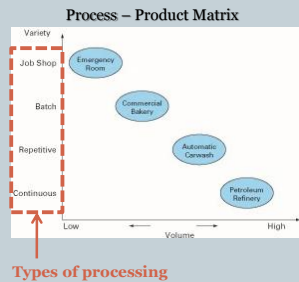 Process – Product Matrix
Variety
Job Shop
Emergency
Room
Batch
Commercial
Bakery
Repetitive
Automatic
Carwash
Continuous
Petroleum
Refinery
Low
High
Volume
Types of processing